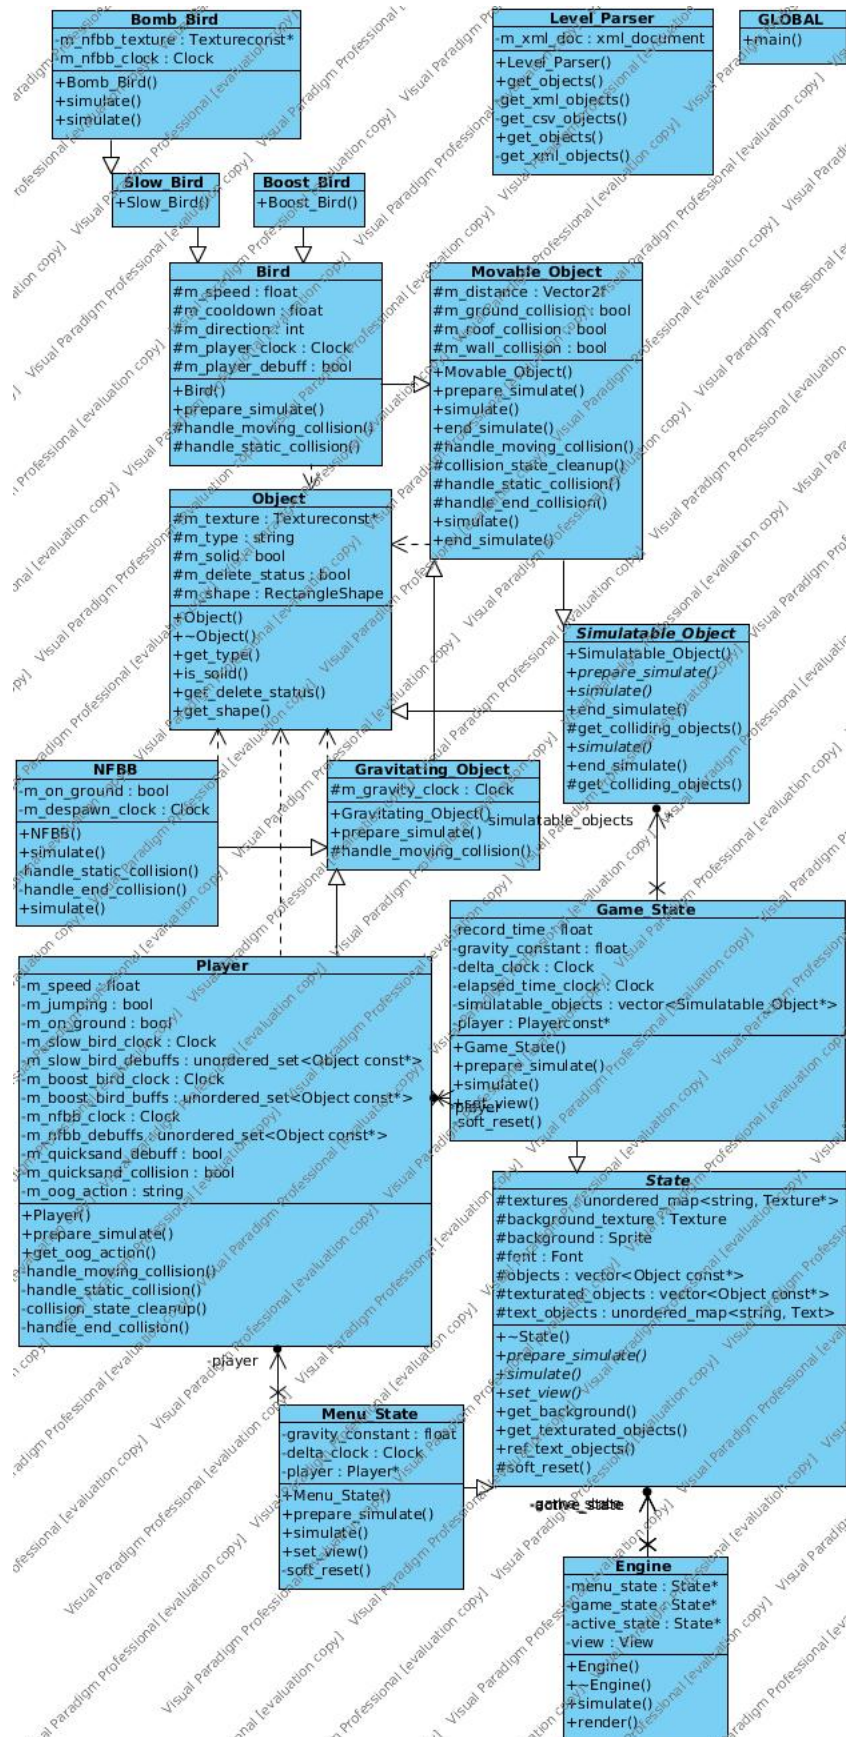 Bomb_Bird
-m_nfbb_texture : Textureconst*
-m_nfbb_clock : Clock
+Bomb_Bird()
+simulate()
+simulate()
Level_Parser
-m_xml_doc : xml_document
+Level_Parser()
+get_objects()
-get_xml_objects()
-get_csv_objects()
+get_objects()
-get_xml_objects()
GLOBAL
+main()
Slow_Bird
+Slow_Bird()
Boost_Bird
+Boost_Bird()
Bird
#m_speed : float
#m_cooldown : float
#m_direction : int
#m_player_clock : Clock
#m_player_debuff : bool
+Bird()
+prepare_simulate()
#handle_moving_collision()
#handle_static_collision()
Movable_Object
#m_distance : Vector2f
#m_ground_collision : bool
#m_roof_collision : bool
#m_wall_collision : bool
+Movable_Object()
+prepare_simulate()
+simulate()
+end_simulate()
#handle_moving_collision()
#collision_state_cleanup()
#handle_static_collision()
#handle_end_collision()
+simulate()
+end_simulate()
Object
#m_texture : Textureconst*
#m_type : string
#m_solid : bool
#m_delete_status : bool
#m_shape : RectangleShape
+Object()
+~Object()
+get_type()
+is_solid()
+get_delete_status()
+get_shape()
Simulatable_Object
+Simulatable_Object()
+prepare_simulate()
+simulate()
+end_simulate()
#get_colliding_objects()
+simulate()
+end_simulate()
#get_colliding_objects()
NFBB
-m_on_ground : bool
-m_despawn_clock : Clock
+NFBB()
+simulate()
-handle_static_collision()
-handle_end_collision()
+simulate()
Gravitating_Object
#m_gravity_clock : Clock
+Gravitating_Object()
+prepare_simulate()
#handle_moving_collision()
-simulatable_objects
*
Game_State
-record_time : float
-gravity_constant : float
-delta_clock : Clock
-elapsed_time_clock : Clock
-simulatable_objects : vector<Simulatable_Object*>
-player : Playerconst*
+Game_State()
+prepare_simulate()
+simulate()
+set_view()
-soft_reset()
-player
Player
-m_speed : float
-m_jumping : bool
-m_on_ground : bool
-m_slow_bird_clock : Clock
-m_slow_bird_debuffs : unordered_set<Object const*>
-m_boost_bird_clock : Clock
-m_boost_bird_buffs : unordered_set<Object const*>
-m_nfbb_clock : Clock
-m_nfbb_debuffs : unordered_set<Object const*>
-m_quicksand_debuff : bool
-m_quicksand_collision : bool
-m_oog_action : string
+Player()
+prepare_simulate()
+get_oog_action()
-handle_moving_collision()
-handle_static_collision()
-collision_state_cleanup()
-handle_end_collision()
-player
State
#textures : unordered_map<string, Texture*>
#background_texture : Texture
#background : Sprite
#font : Font
#objects : vector<Object const*>
#texturated_objects : vector<Object const*>
#text_objects : unordered_map<string, Text>
+~State()
+prepare_simulate()
+simulate()
+set_view()
+get_background()
+get_texturated_objects()
+ref_text_objects()
#soft_reset()
Menu_State
-gravity_constant : float
-delta_clock : Clock
-player : Player*
+Menu_State()
+prepare_simulate()
+simulate()
+set_view()
-soft_reset()
-active_state
Engine
-menu_state : State*
-game_state : State*
-active_state : State*
-view : View
+Engine()
+~Engine()
+simulate()
+render()
Visual Paradigm Professional [evaluation copy]